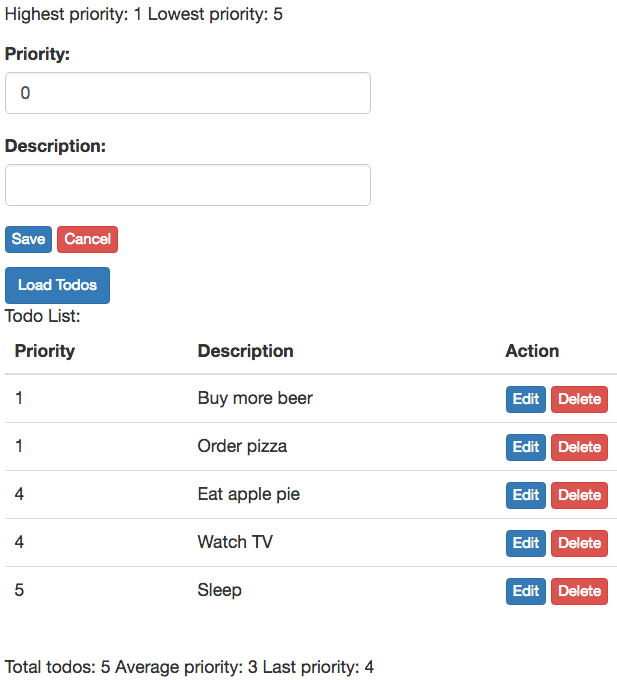 Highest priority: 1 Lowest priority: 5
Priority:
0
Description:
Save Cancel
Load Todos
Todo List:
Priority Description Action
1 Buy more beer Edit Delete
1 Order pizza Edit Delete
4 Eat apple pie Edit Delete
4 Watch TV Edit Delete
5 Sleep Edit Delete
Total todos: 5 Average priority: 3 Last priority: 4